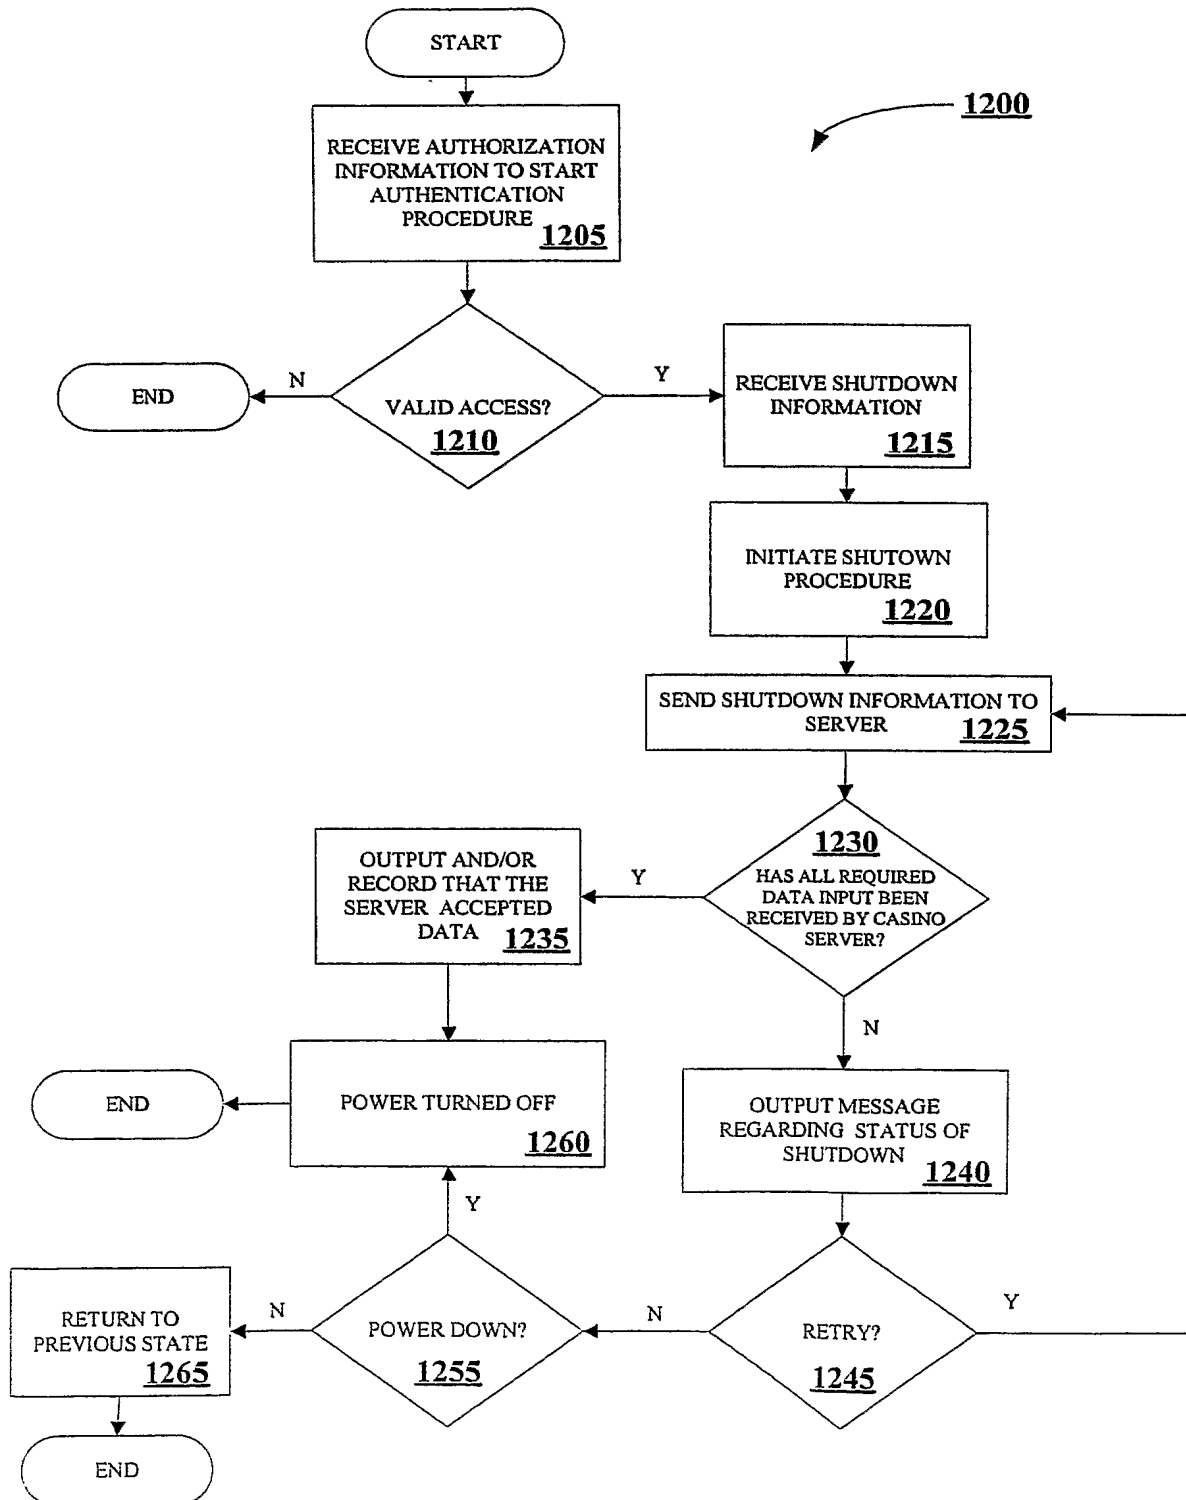 START
1200
RECEIVE AUTHORIZATION
INFORMATION TO START
AUTHENTICATION
PROCEDURE
1205
VALID ACCESS?
1210
N
END
Y
RECEIVE SHUTDOWN
INFORMATION
1215
INITIATE SHUTOWN
PROCEDURE
1220
SEND SHUTDOWN INFORMATION TO
SERVER
1225
1230
HAS ALL REQUIRED
DATA INPUT BEEN
RECEIVED BY CASINO
SERVER?
Y
OUTPUT AND/OR
RECORD THAT THE
SERVER ACCEPTED
DATA
1235
N
OUTPUT MESSAGE
REGARDING STATUS OF
SHUTDOWN
1240
POWER TURNED OFF
1260
END
Y
RETRY?
1245
Y
N
POWER DOWN?
1255
N
RETURN TO
PREVIOUS STATE
1265
END